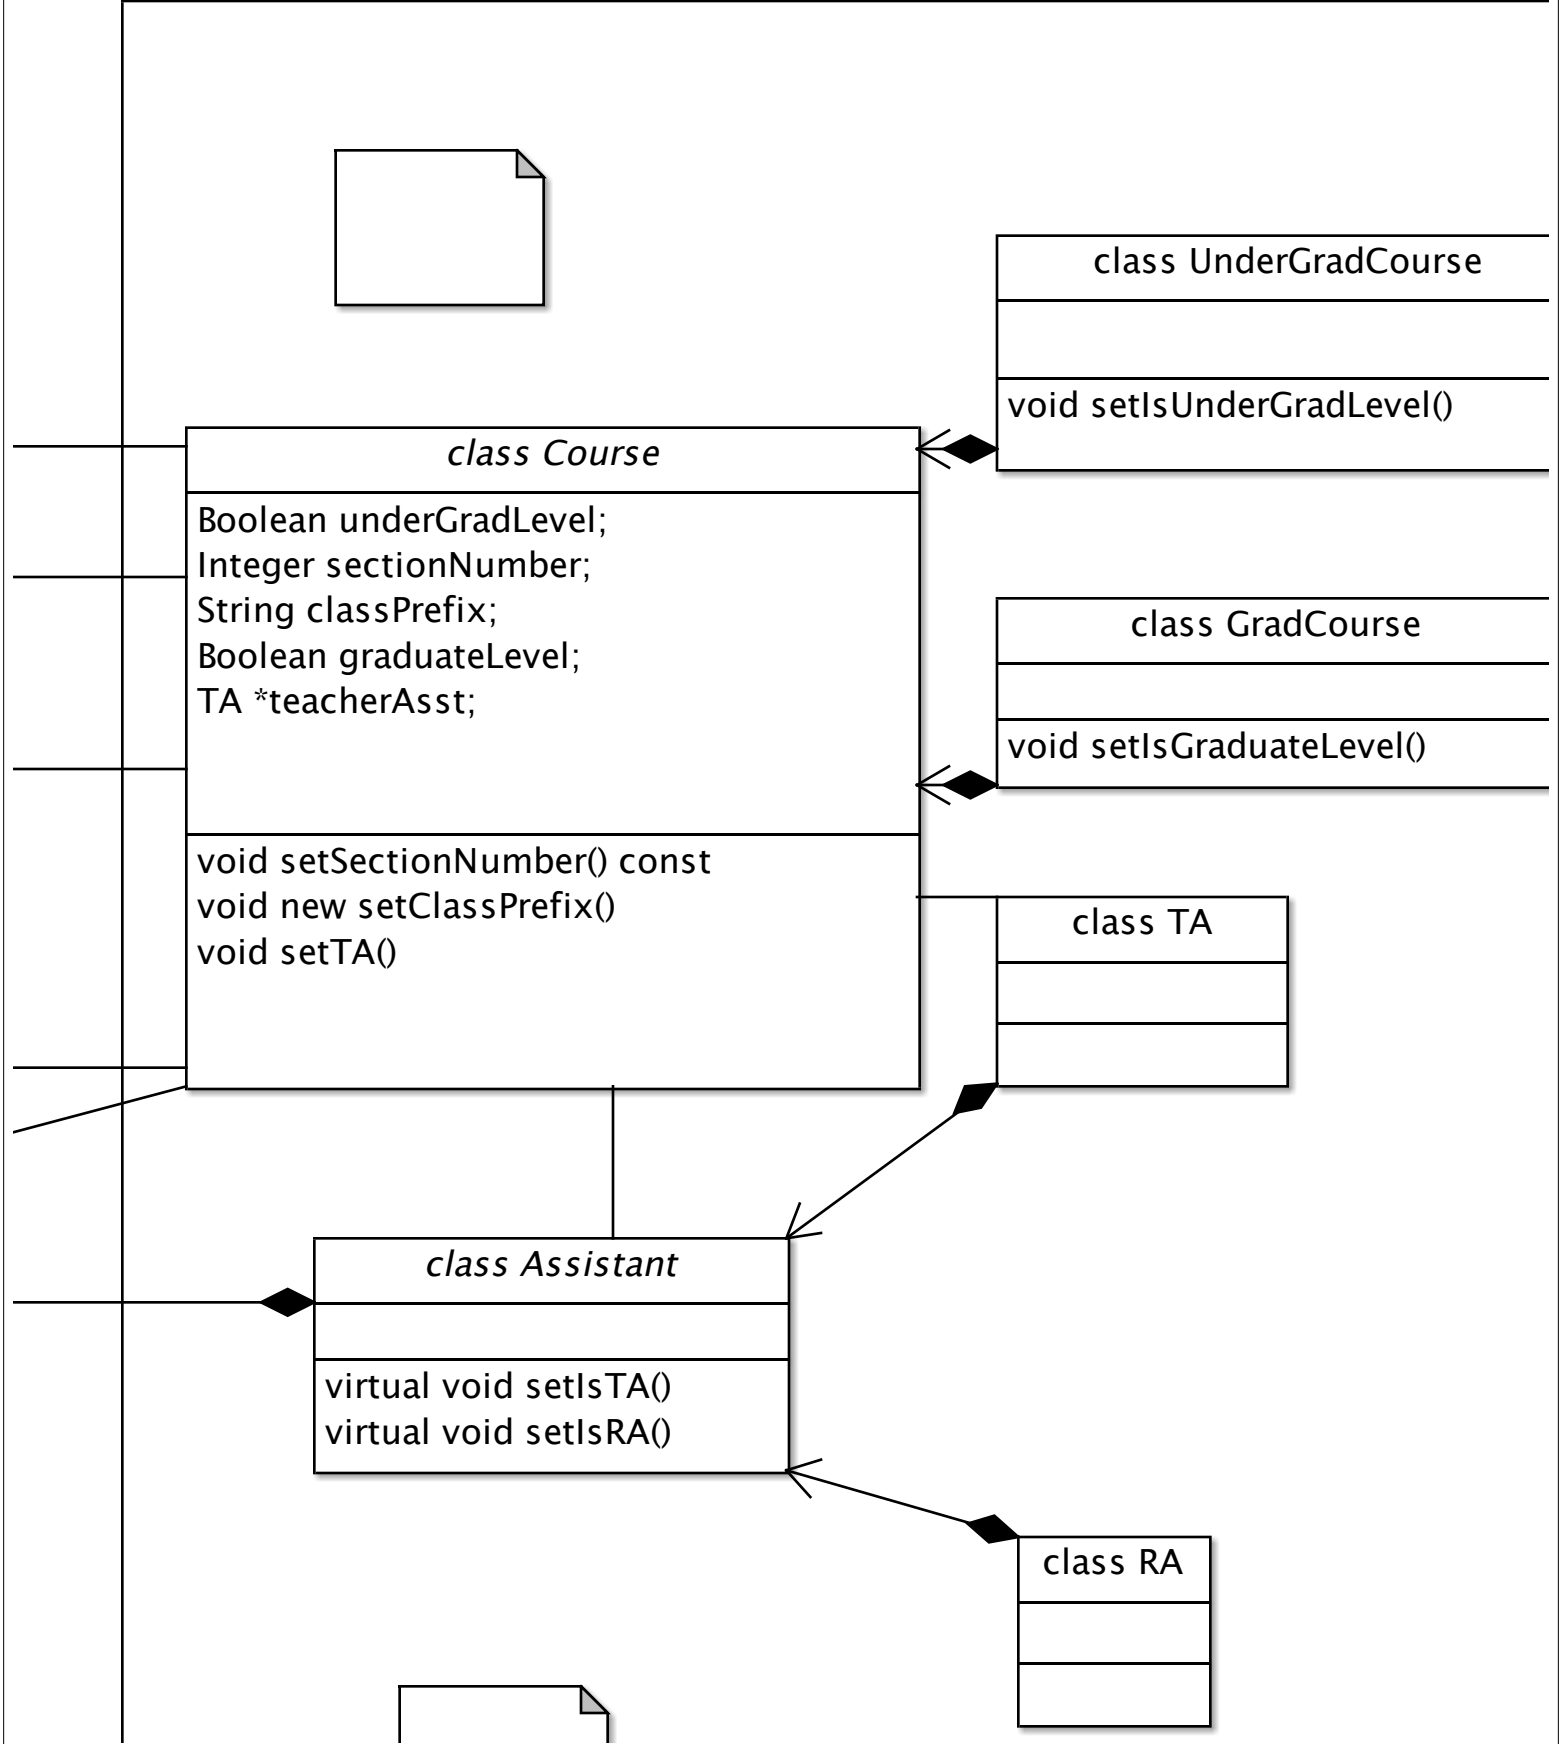 class UnderGradCourse
void setIsUnderGradLevel()
class Course
Boolean underGradLevel;
Integer sectionNumber;
String classPrefix;
Boolean graduateLevel;
TA *teacherAsst;
void setSectionNumber() const
void new setClassPrefix()
void setTA()
class GradCourse
void setIsGraduateLevel()
class TA
class Assistant
virtual void setIsTA()
virtual void setIsRA()
class RA